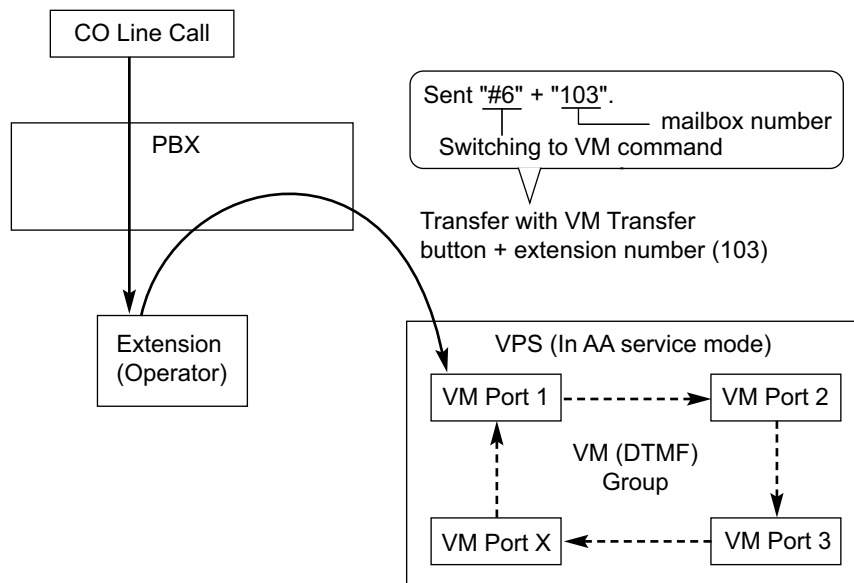 CO Line Call
PBX
Sent "#6" + "103".
mailbox number
Switching to VM command
Transfer with VM Transfer
button + extension number (103)
Extension
(Operator)
VPS (In AA service mode)
VM Port 1
VM Port 2
VM (DTMF)
Group
VM Port X
VM Port 3